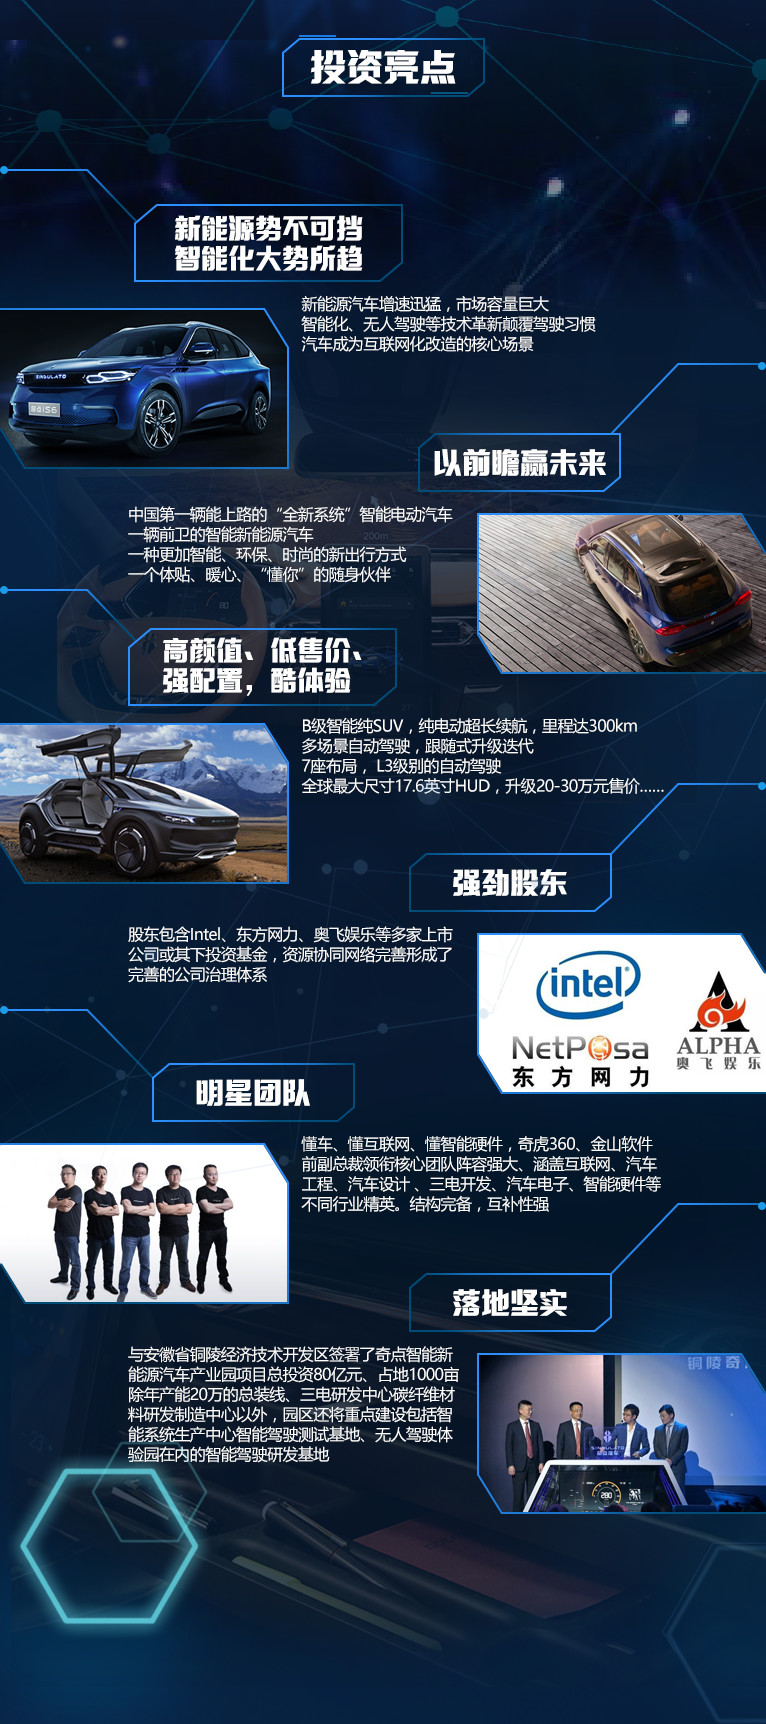 投资亮点
新能源势不可挡
智能化大势所趋
新能源汽车增速迅猛，市场容量巨大
智能化、无人驾驶等技术革新颠覆驾驶习惯
汽车成为互联网化改造的核心场景
SINGULATO
奇点iS6
以前瞻赢未来
中国第一辆能上路的“全新系统”智能电动汽车
一辆前卫的智能新能源汽车
一种更加智能、环保、时尚的新出行方式
一个体贴、暖心、“懂你”的随身伙伴
200m
80
高颜值、低售价、
强配置，酷体验
B级智能纯SUV，纯电动超长续航，里程达300km
多场景自动驾驶，跟随式升级迭代
7座布局， L3级别的自动驾驶
全球最大尺寸17.6英寸HUD，升级20-30万元售价......
强劲股东
股东包含Intel、东方网力、奥飞娱乐等多家上市
公司或其下投资基金，资源协同网络完善形成了
完善的公司治理体系
intel
NetPosa
东方网力
ALPHA
奥飞娱乐
明星团队
懂车、懂互联网、懂智能硬件，奇虎360、金山软件
前副总裁领衔核心团队阵容强大、涵盖互联网、汽车
工程、汽车设计 、三电开发、汽车电子、智能硬件等
不同行业精英。结构完备，互补性强
落地坚实
与安徽省铜陵经济技术开发区签署了奇点智能新
能源汽车产业园项目总投资80亿元、占地1000亩
除年产能20万的总装线、三电研发中心碳纤维材
料研发制造中心以外，园区还将重点建设包括智
能系统生产中心智能驾驶测试基地、无人驾驶体
验园在内的智能驾驶研发基地
铜陵奇点
SINGULATO
奇点汽车
280